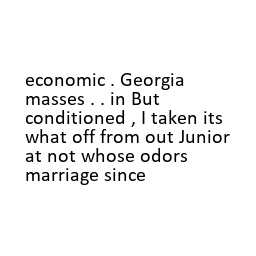 economic . Georgia
masses . . in But
conditioned , I taken its
what off from out Junior
at not whose odors
marriage since